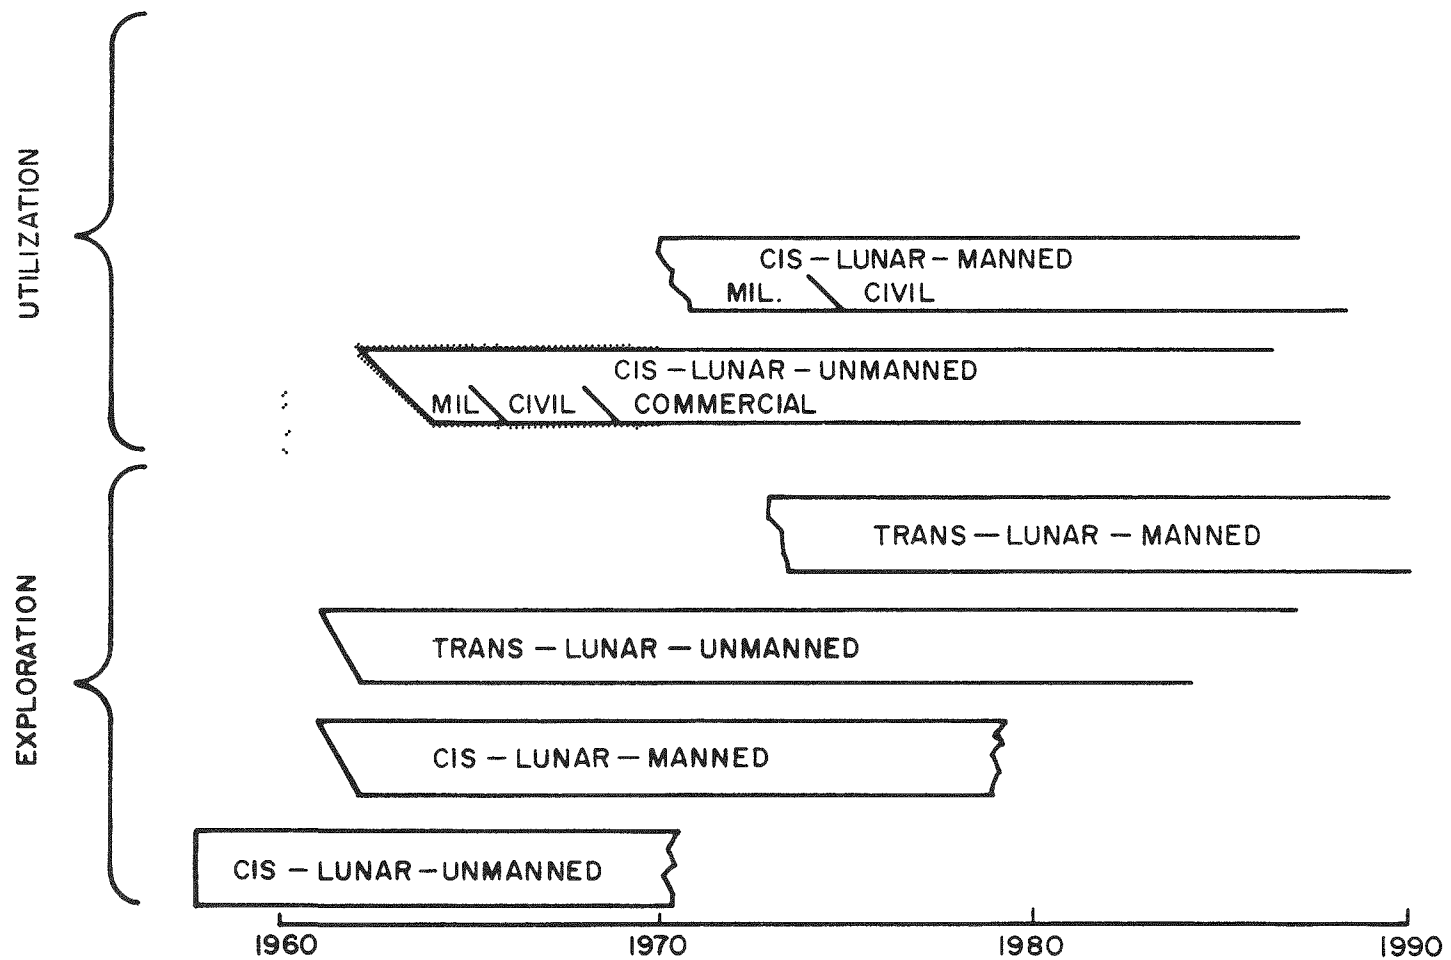 UTILIZATION
CIS – LUNAR – MANNED
MIL. CIVIL
CIS – LUNAR – UNMANNED
MIL CIVIL COMMERCIAL
EXPLORATION
TRANS – LUNAR – MANNED
TRANS – LUNAR – UNMANNED
CIS – LUNAR – MANNED
CIS – LUNAR – UNMANNED
1960 1970 1980 1990